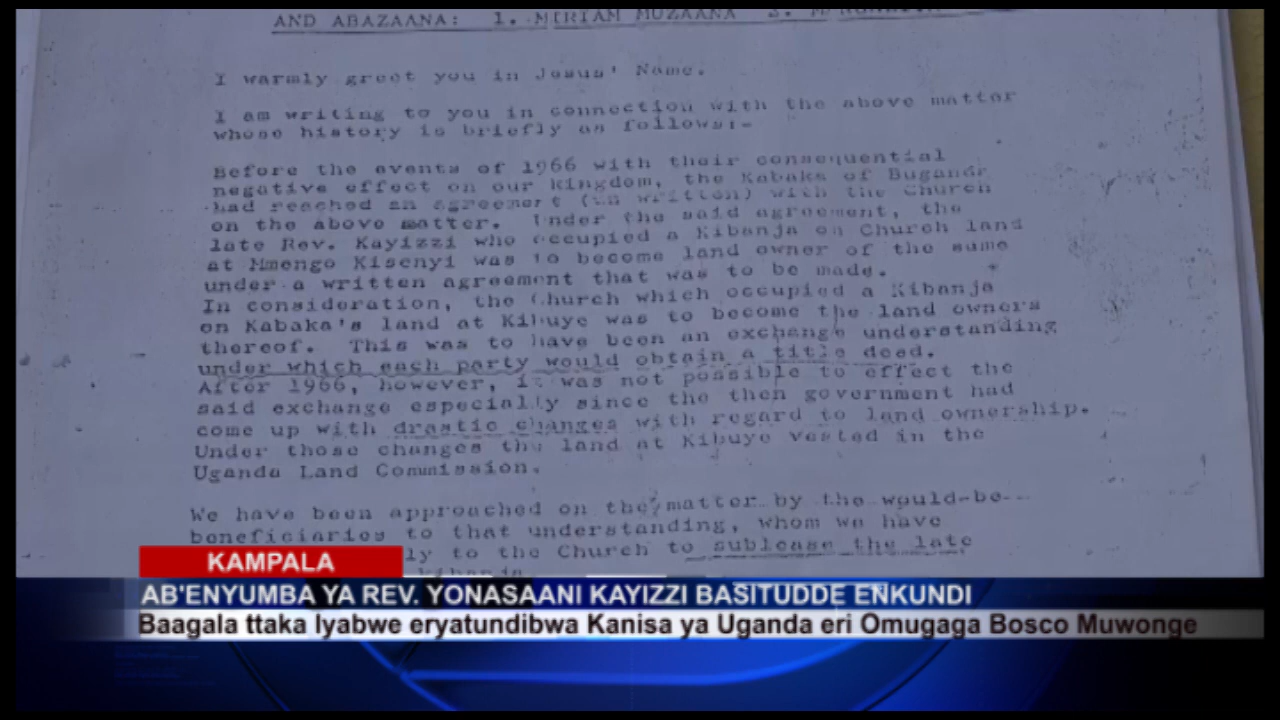 AND ABAZAANA: 1. MIRIAM MUZAANA
I warmly greet you in Jesus' Name.
I am writing to you in connection with the above matter
whose history is briefly as follows:-
Before the events of 1966 with their consequential
negative effect on our kingdom, the Kabaka of Buganda
had reached an agreement (in written) with the Church
on the above matter. Under the said agreement, the
late Rev. Kayizzi who occupied a Kibanja on Church land
at Mmengo Kisenyi was to become land owner of the same
under a written agreement that was to be made.
In consideration, the Church which occupied a Kibanja
on Kabaka's land at Kibuye was to become the land owners
thereof. This was to have been an exchange understanding
under which each party would obtain a title deed.
After 1966, however, it was not possible to effect the
said exchange especially since the then government had
come up with drastic changes with regard to land ownership.
Under those changes the land at Kibuye vested in the
Uganda Land Commission.
We have been approached on the matter by the would-be-
beneficiaries to that understanding, whom we have
ly to the Church to sublease the late
kibanja
KAMPALA
AB'ENYUMBA YA REV. YONASAANI KAYIZZI BASITUDDE ENKUNDI
Baagala ttaka lyabwe eryatundibwa Kanisa ya Uganda eri Omugaga Bosco Muwonge